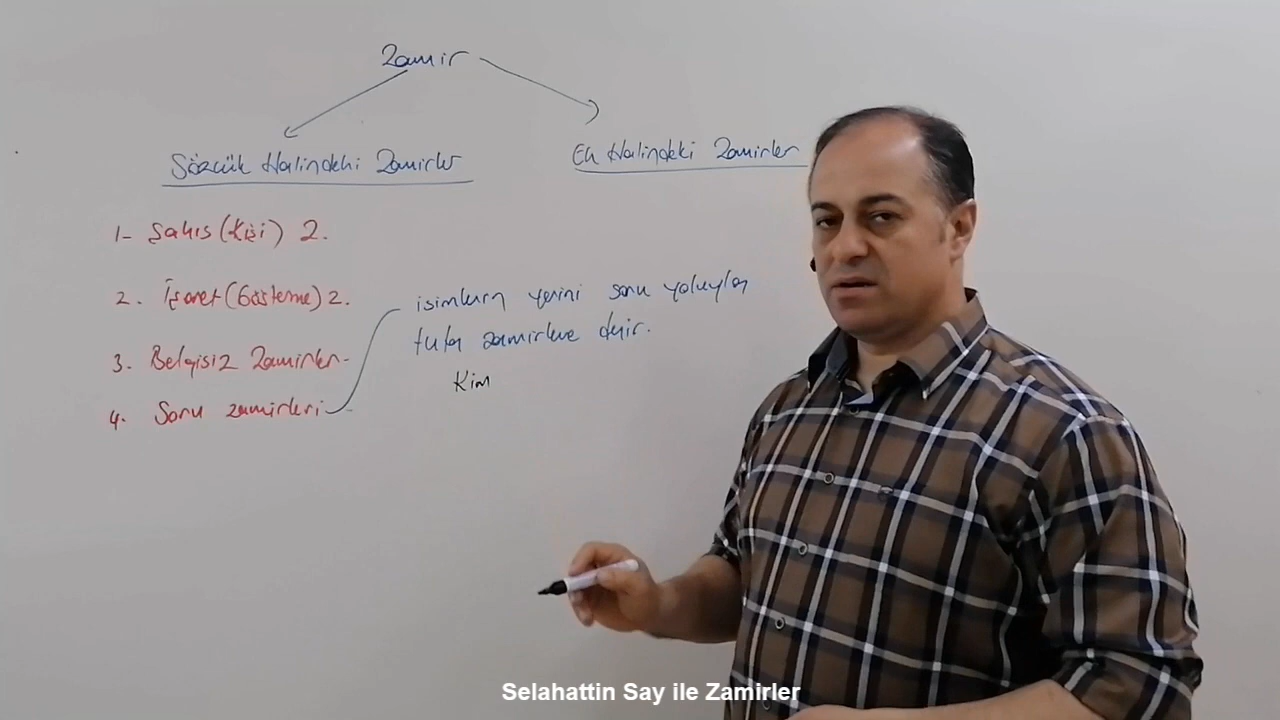 Zamir
Sözcük Halindeki Zamirler
Ek Halindeki Zamirler
1- Şahıs (Kişi) Z.
2. İşaret (Gösterme) Z.
3. Belgisiz Zamirler
4. Soru zamirleri
isimlerin yerini soru yoluyla
tutan zamirlere denir.
Kim
Selahattin Say ile Zamirler